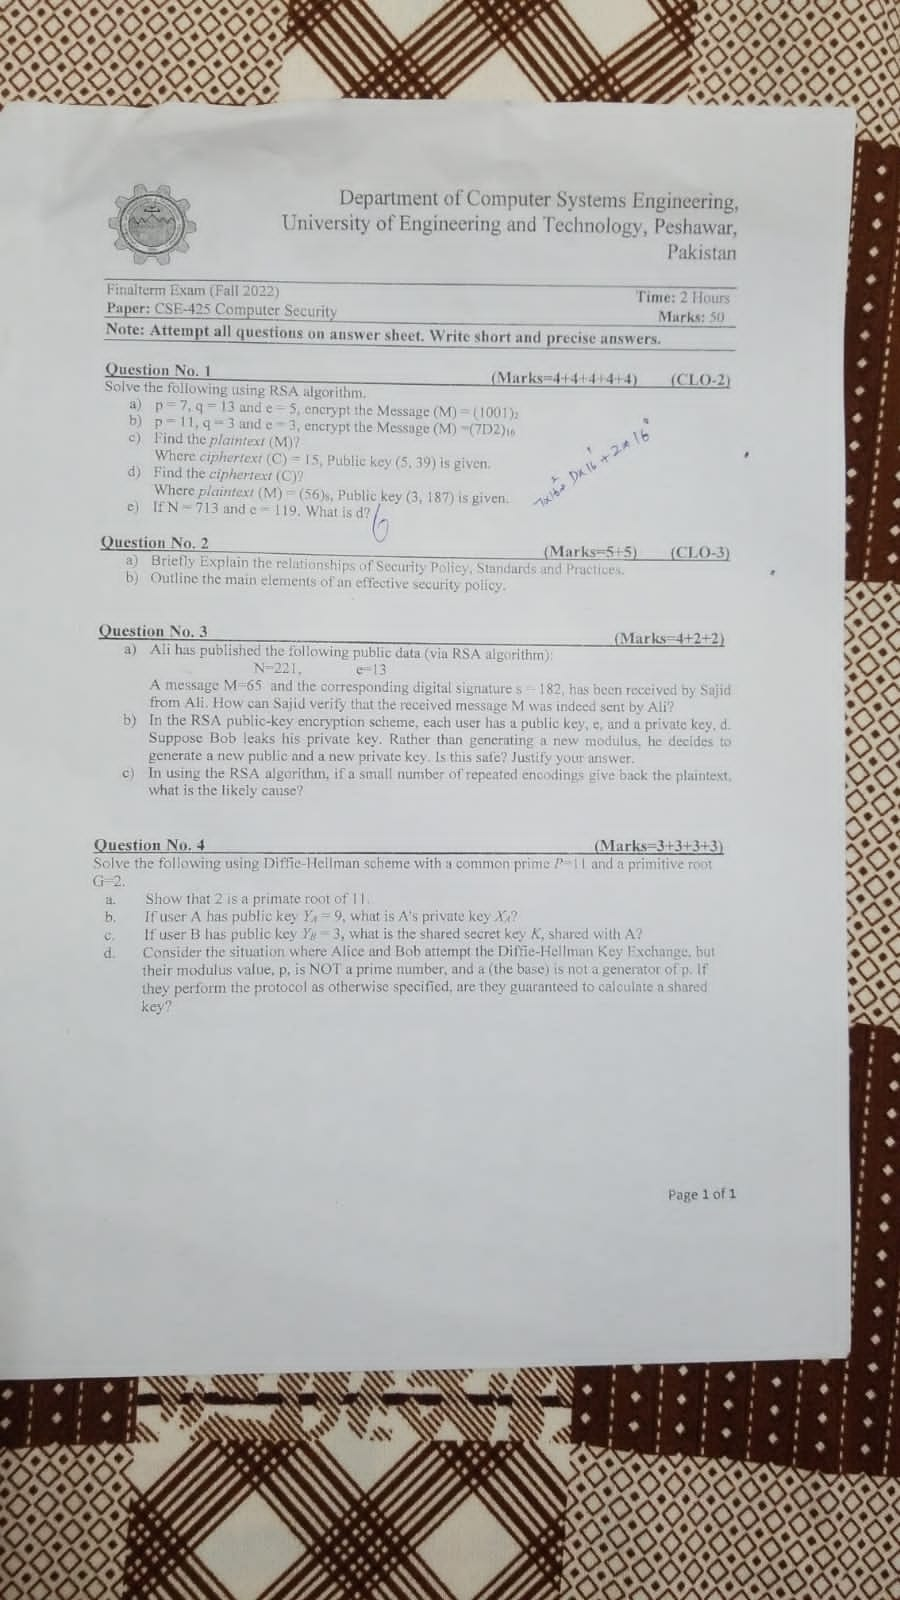 Department of Computer Systems Engineering,
University of Engineering and Technology, Peshawar,
Pakistan
Finalterm Exam (Fall 2022)
Time: 2 Hours
Paper: CSE-425 Computer Security
Marks: 50
Note: Attempt all questions on answer sheet. Write short and precise answers.
Question No. 1 (Marks=4+4+4+4+4) (CLO-2)
Solve the following using RSA algorithm.
a) p = 7, q = 13 and e = 5, encrypt the Message (M) = (1001)₂
b) p = 11, q = 3 and e = 3, encrypt the Message (M) =(7D2)₁₆
c) Find the plaintext (M)?
Where ciphertext (C) = 15, Public key (5, 39) is given.
d) Find the ciphertext (C)?
Where plaintext (M) = (56)₈, Public key (3, 187) is given.
e) If N = 713 and e = 119. What is d?
6
Question No. 2 (Marks=5+5) (CLO-3)
a) Briefly Explain the relationships of Security Policy, Standards and Practices.
b) Outline the main elements of an effective security policy.
Question No. 3 (Marks=4+2+2)
a) Ali has published the following public data (via RSA algorithm):
N=221, e=13
A message M=65 and the corresponding digital signature s = 182, has been received by Sajid
from Ali. How can Sajid verify that the received message M was indeed sent by Ali?
b) In the RSA public-key encryption scheme, each user has a public key, e, and a private key, d.
Suppose Bob leaks his private key. Rather than generating a new modulus, he decides to
generate a new public and a new private key. Is this safe? Justify your answer.
c) In using the RSA algorithm, if a small number of repeated encodings give back the plaintext,
what is the likely cause?
Question No. 4 (Marks=3+3+3+3)
Solve the following using Diffie-Hellman scheme with a common prime P=11 and a primitive root
G=2.
a. Show that 2 is a primate root of 11.
b. If user A has public key Y_A = 9, what is A's private key X_A?
c. If user B has public key Y_B = 3, what is the shared secret key K, shared with A?
d. Consider the situation where Alice and Bob attempt the Diffie-Hellman Key Exchange, but
their modulus value, p, is NOT a prime number, and a (the base) is not a generator of p. If
they perform the protocol as otherwise specified, are they guaranteed to calculate a shared
key?
Page 1 of 1